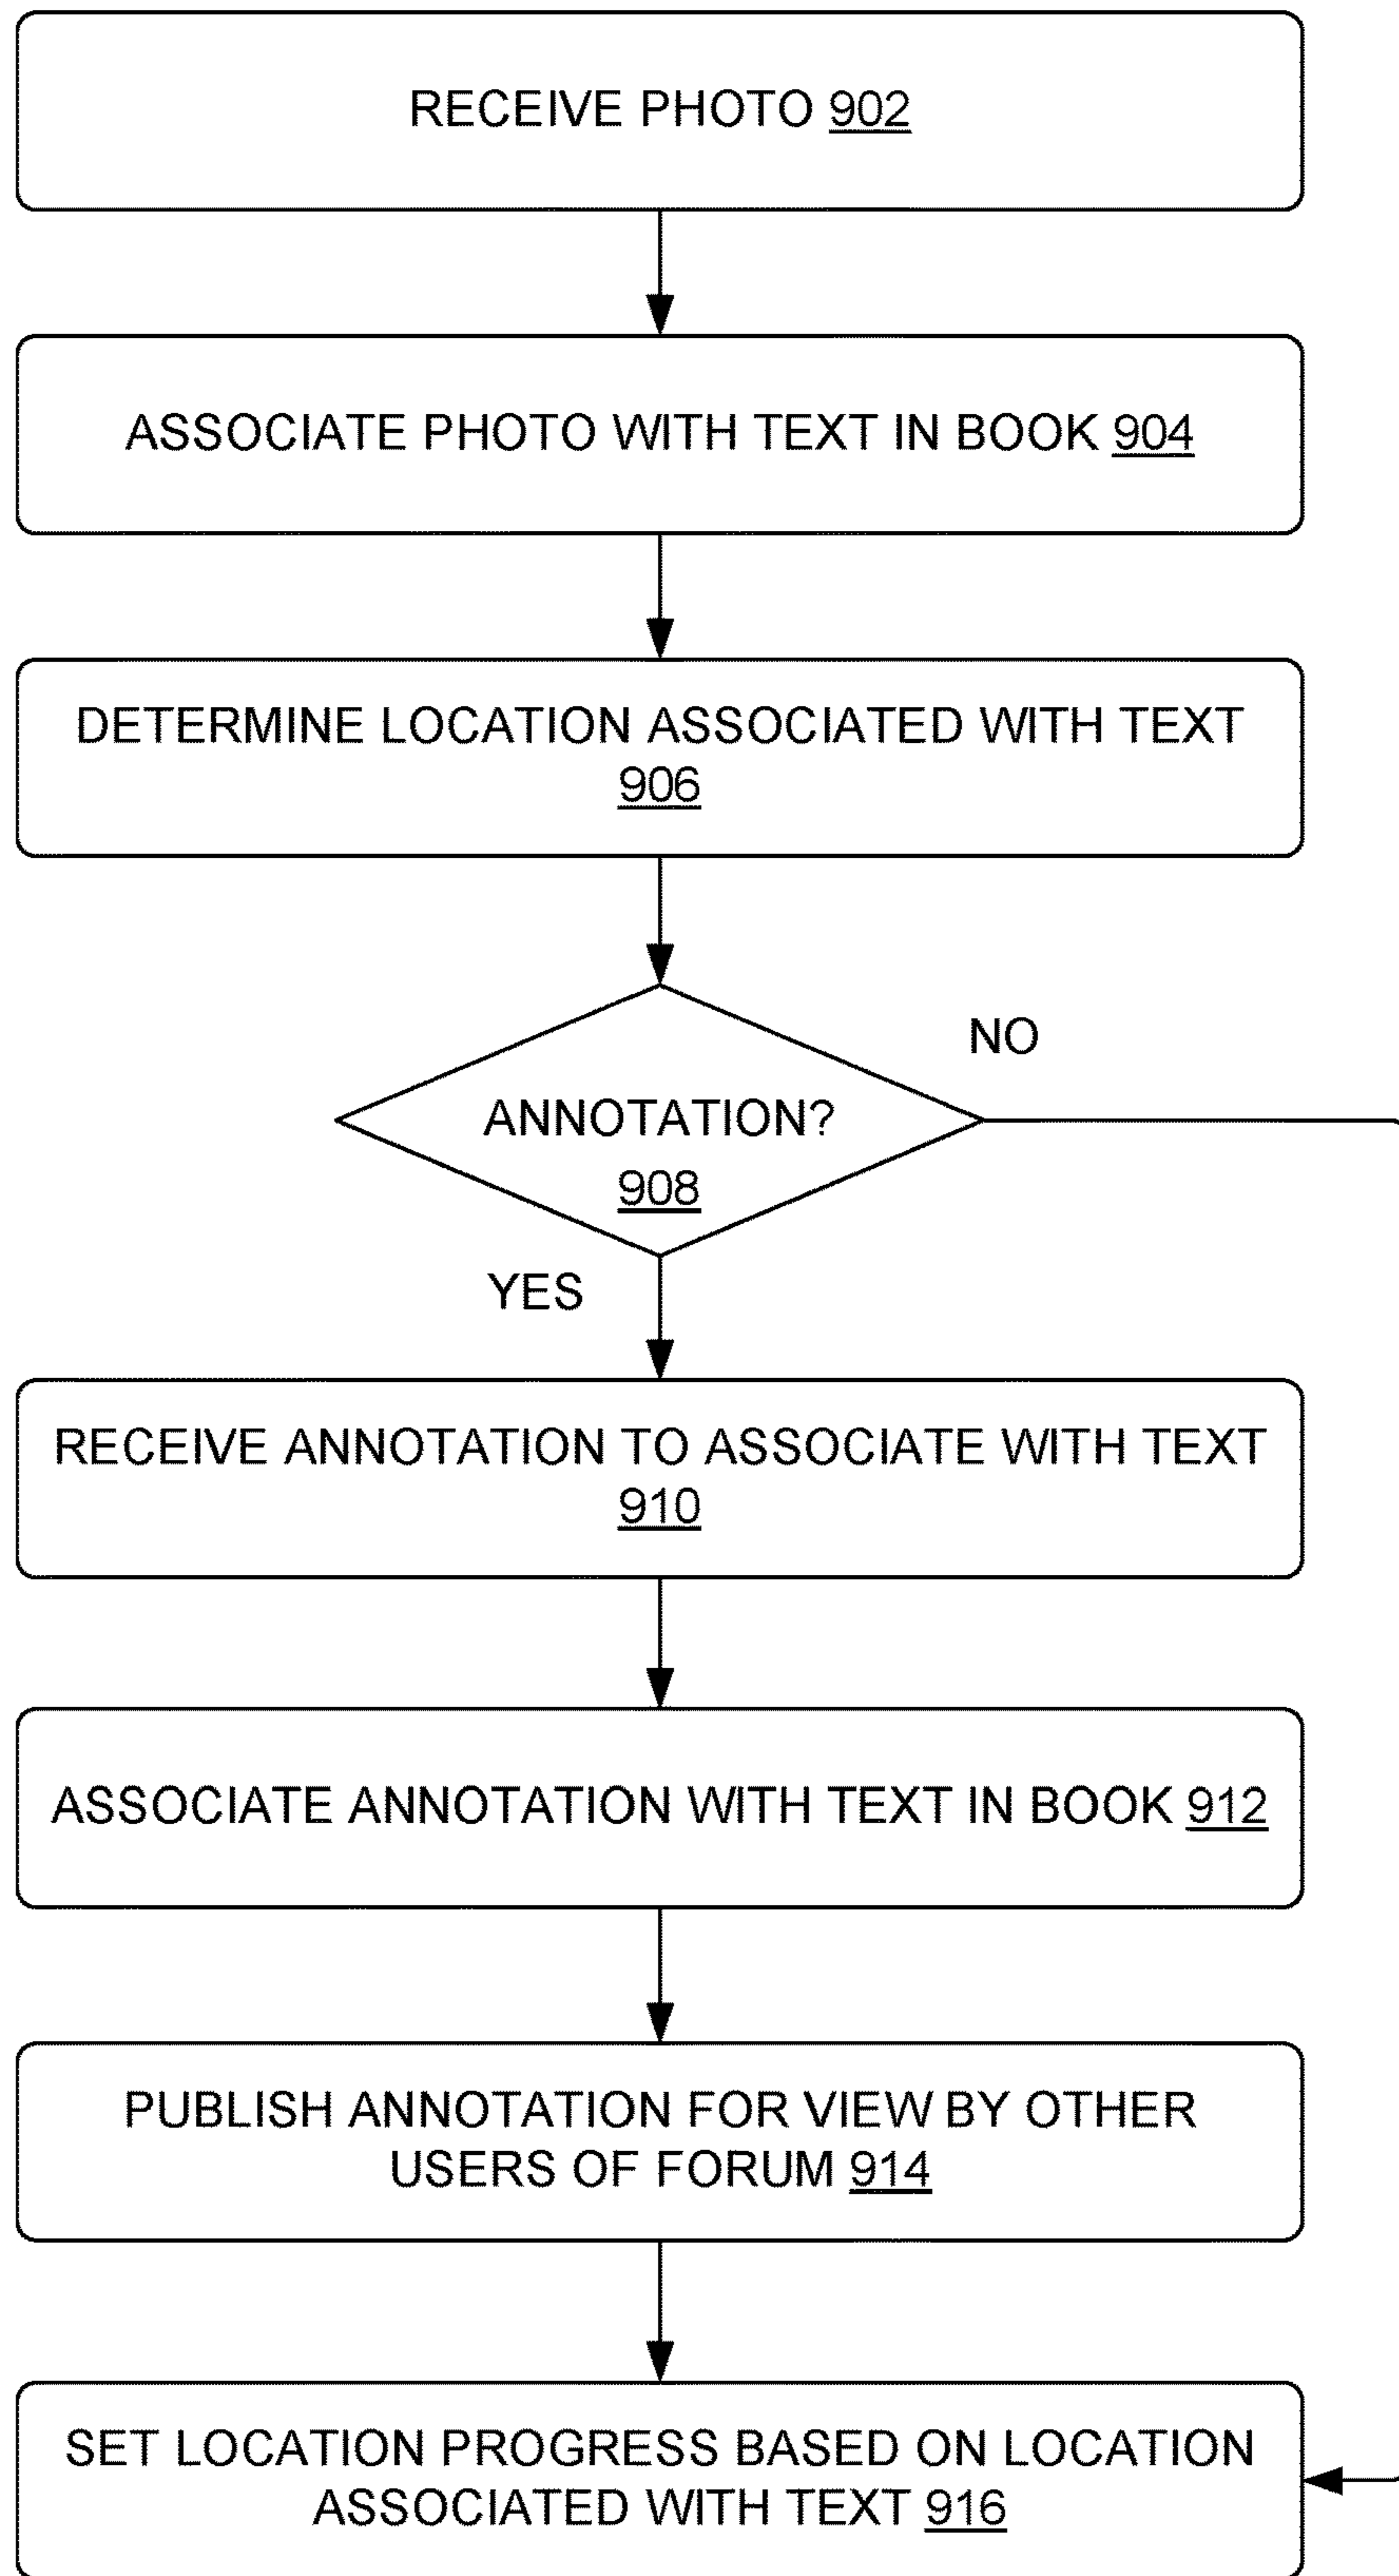 RECEIVE PHOTO 902
ASSOCIATE PHOTO WITH TEXT IN BOOK 904
DETERMINE LOCATION ASSOCIATED WITH TEXT
906
NO
ANNOTATION?
908
YES
RECEIVE ANNOTATION TO ASSOCIATE WITH TEXT
910
ASSOCIATE ANNOTATION WITH TEXT IN BOOK 912
PUBLISH ANNOTATION FOR VIEW BY OTHER
USERS OF FORUM 914
SET LOCATION PROGRESS BASED ON LOCATION
ASSOCIATED WITH TEXT 916